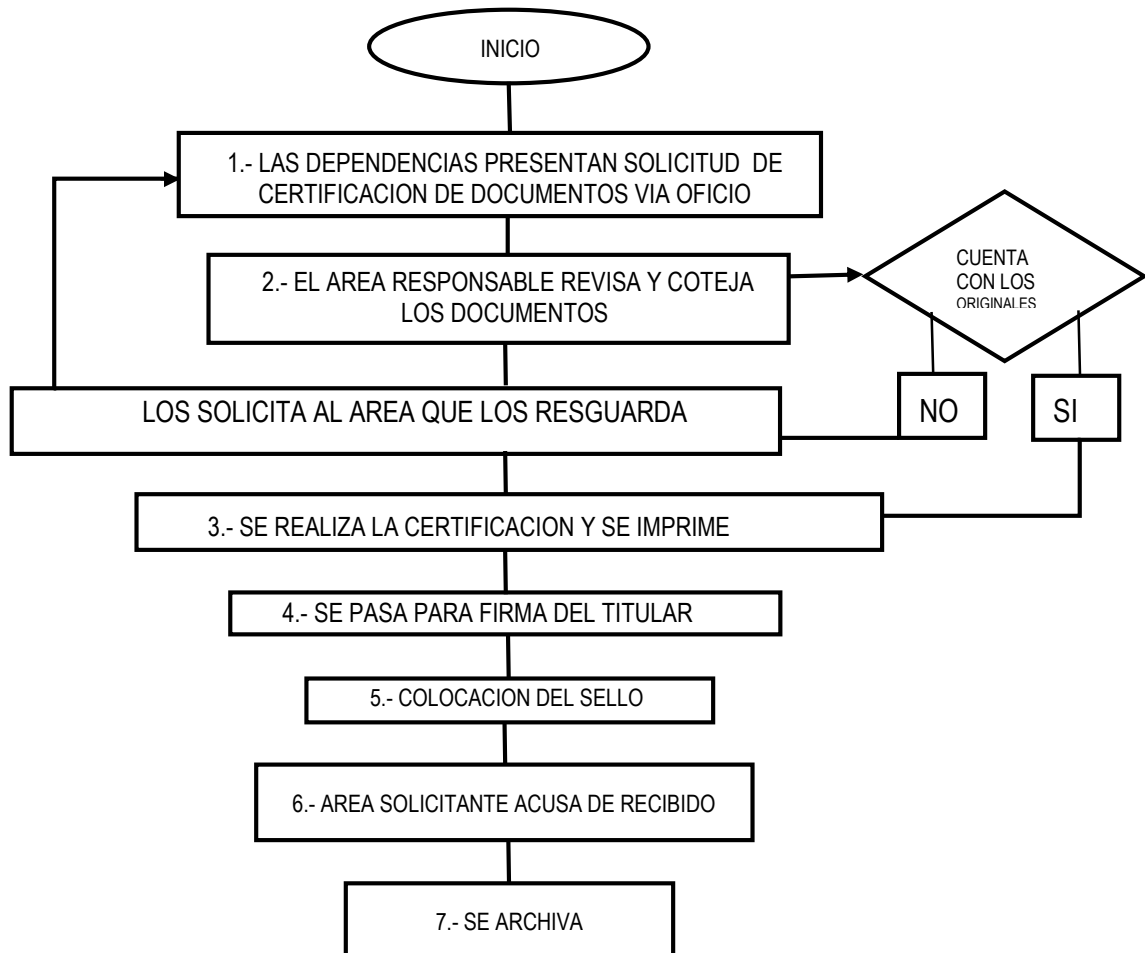 INICIO
1.- LAS DEPENDENCIAS PRESENTAN SOLICITUD DE
CERTIFICACION DE DOCUMENTOS VIA OFICIO
2.- EL AREA RESPONSABLE REVISA Y COTEJA
LOS DOCUMENTOS
CUENTA
CON LOS
ORIGINALES
LOS SOLICITA AL AREA QUE LOS RESGUARDA
NO
SI
3.- SE REALIZA LA CERTIFICACION Y SE IMPRIME
4.- SE PASA PARA FIRMA DEL TITULAR
5.- COLOCACION DEL SELLO
6.- AREA SOLICITANTE ACUSA DE RECIBIDO
7.- SE ARCHIVA